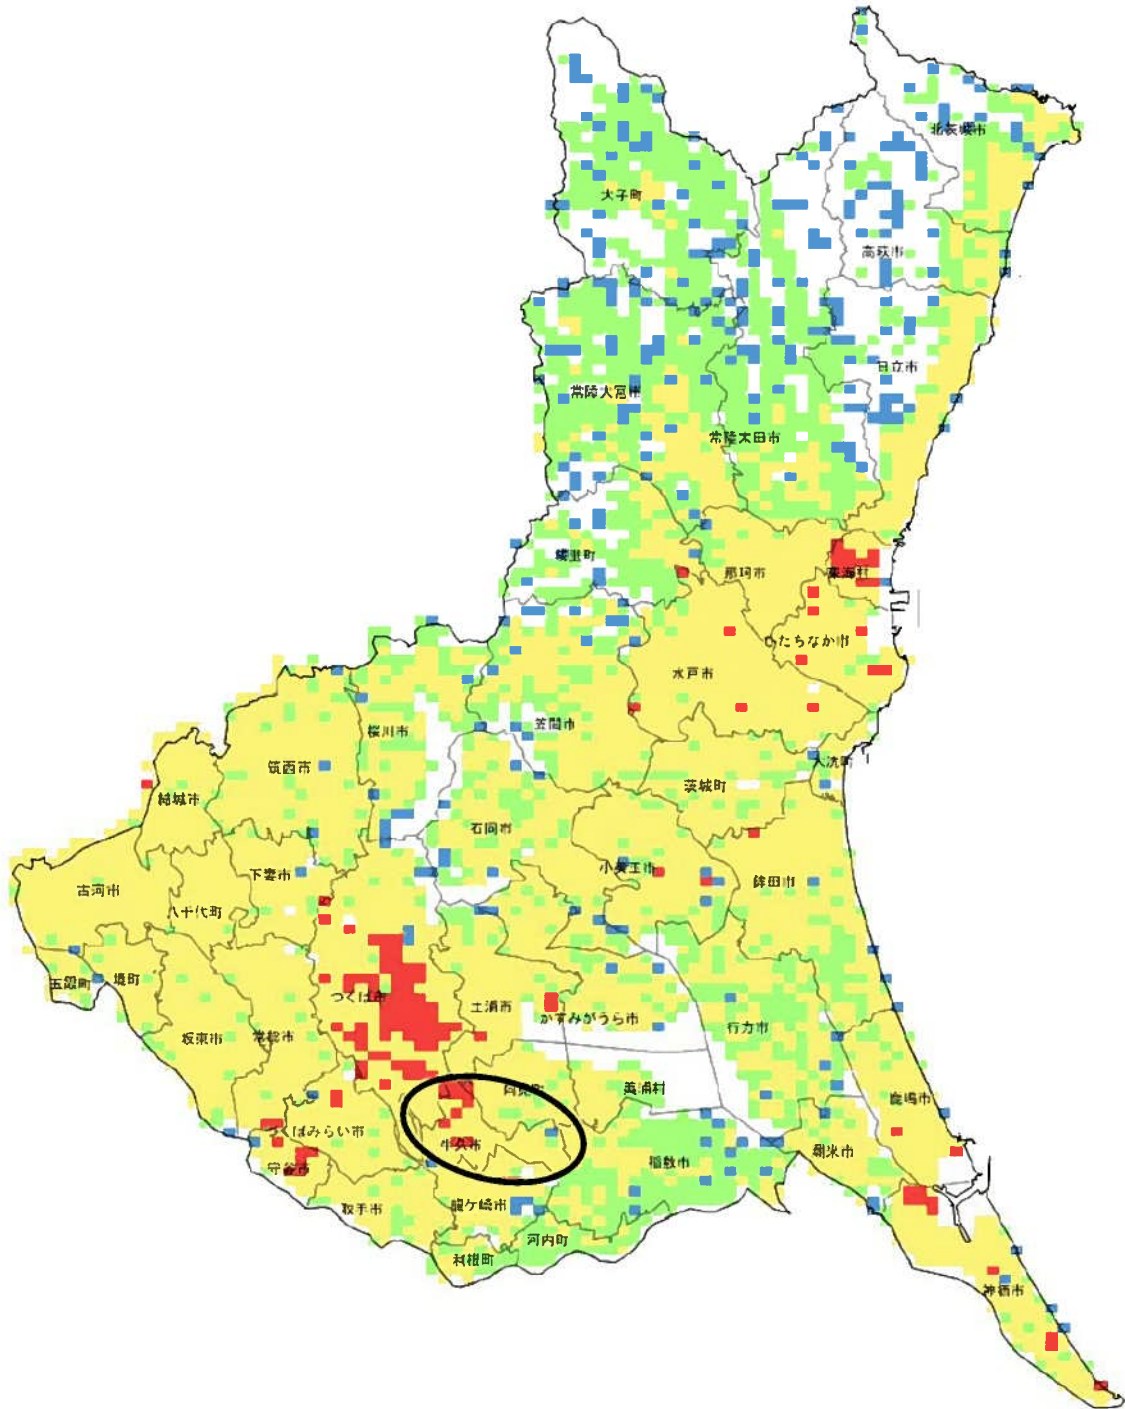 北茨城市
大子町
高萩市
日立市
常陸大宮市
常陸太田市
城里町
那珂市
東海村
ひたちなか市
水戸市
笠間市
桜川市
大洗町
筑西市
茨城町
結城市
石岡市
小美玉市
下妻市
鉾田市
古河市
八千代町
五霞町
境町
つくば市
土浦市
かすみがうら市
行方市
坂東市
常総市
阿見町
美浦村
鹿嶋市
つくばみらい市
牛久市
潮来市
稲敷市
守谷市
取手市
龍ケ崎市
河内町
利根町
神栖市